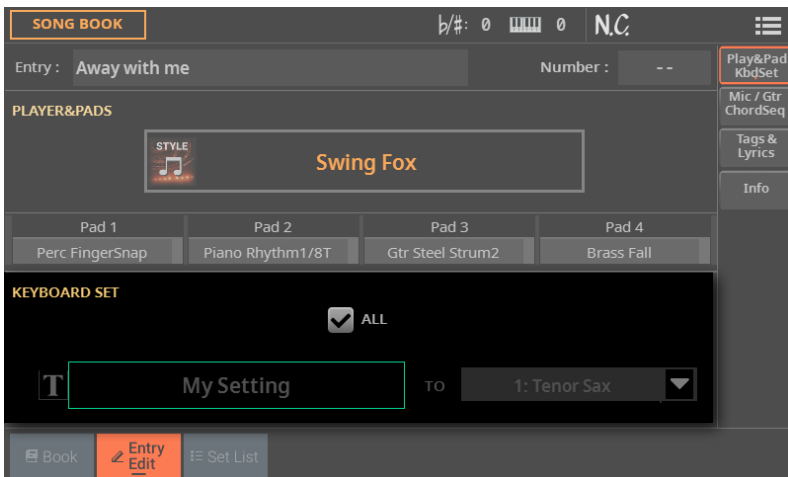 SONG BOOK
♭/♯: 0 0 N.C.
Entry : Away with me Number : --
Play&Pad
KbdSet
Mic / Gtr
ChordSeq
Tags &
Lyrics
Info
PLAYER&PADS
STYLE
Swing Fox
Pad 1 Pad 2 Pad 3 Pad 4
Perc FingerSnap Piano Rhythm1/8T Gtr Steel Strum2 Brass Fall
KEYBOARD SET
ALL
T My Setting TO 1: Tenor Sax
Book Entry Edit Set List